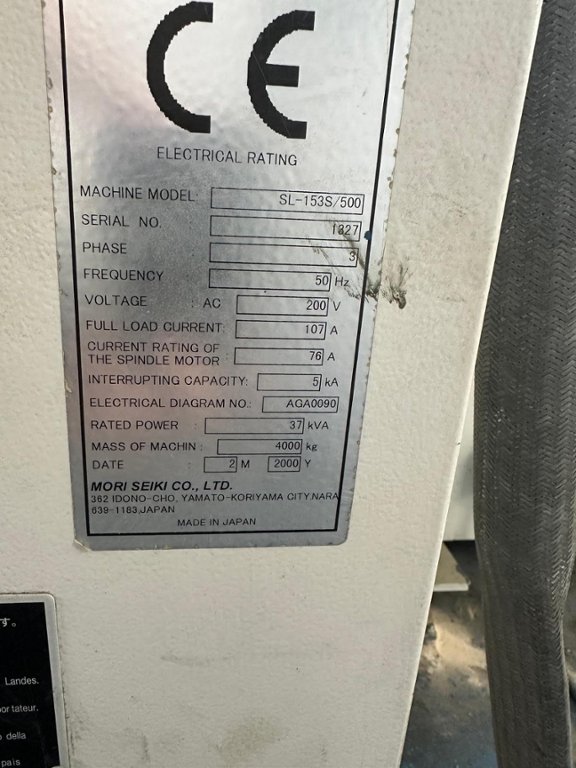 CE
ELECTRICAL RATING
MACHINE MODEL: SL-153S/500
SERIAL NO. 1327
PHASE 3
FREQUENCY 50 Hz
VOLTAGE : AC 200 V
FULL LOAD CURRENT: 107 A
CURRENT RATING OF
THE SPINDLE MOTOR : 76 A
INTERRUPTING CAPACITY: 5 kA
ELECTRICAL DIAGRAM NO.: AGA0090
RATED POWER : 37 kVA
MASS OF MACHIN : 4000 kg
DATE : 2 M 2000 Y
MORI SEIKI CO., LTD.
362 IDONO-CHO, YAMATO-KORIYAMA CITY,NARA
639-1183,JAPAN
MADE IN JAPAN
す。
Landes.
portateur.
della
pais